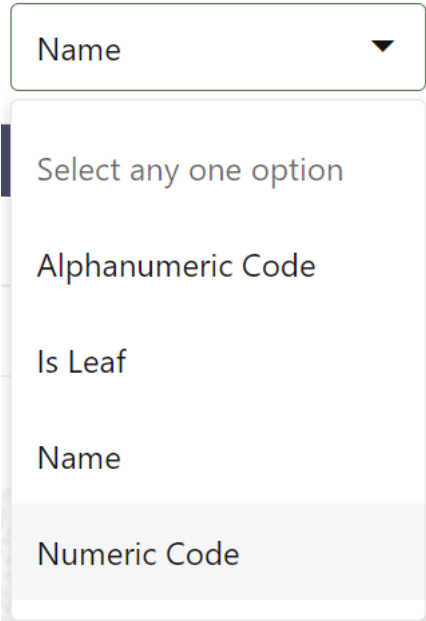 Name
Select any one option
Alphanumeric Code
Is Leaf
Name
Numeric Code